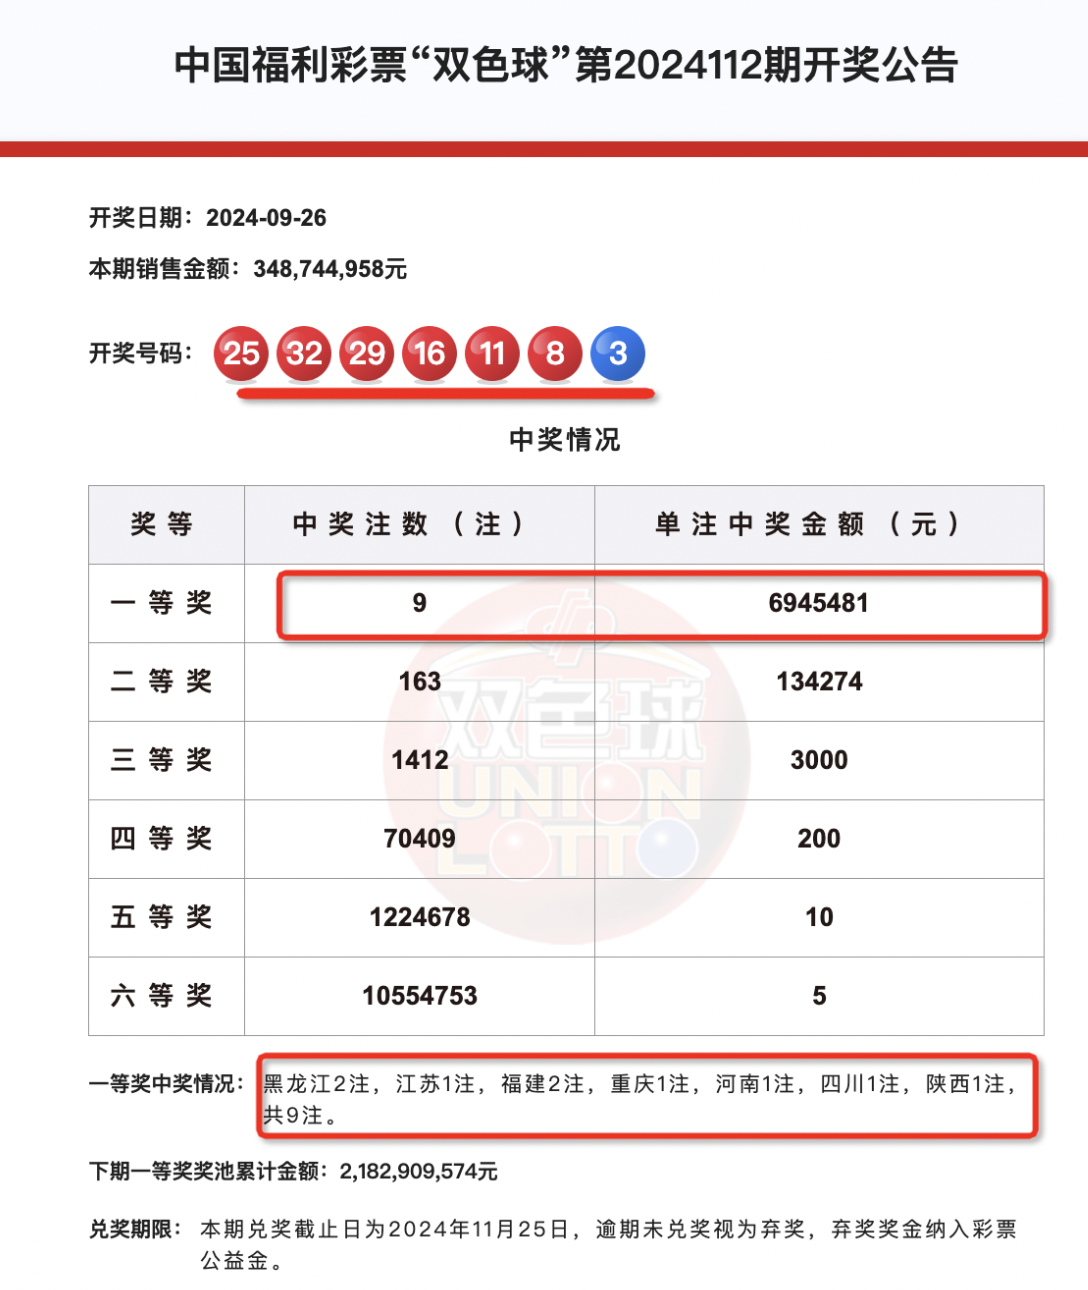 中国福利彩票“双色球”第2024112期开奖公告
开奖日期：2024-09-26
本期销售金额：348,744,958元
开奖号码： 25 32 29 16 11 8 3
中奖情况
奖等 中奖注数（注） 单注中奖金额（元）
一等奖 9 6945481
二等奖 163 134274
三等奖 1412 3000
四等奖 70409 200
五等奖 1224678 10
六等奖 10554753 5
双色球
UNION
LOTTO
一等奖中奖情况： 黑龙江2注，江苏1注，福建2注，重庆1注，河南1注，四川1注，陕西1注，
共9注。
下期一等奖奖池累计金额：2,182,909,574元
兑奖期限： 本期兑奖截止日为2024年11月25日，逾期未兑奖视为弃奖，弃奖奖金纳入彩票
公益金。